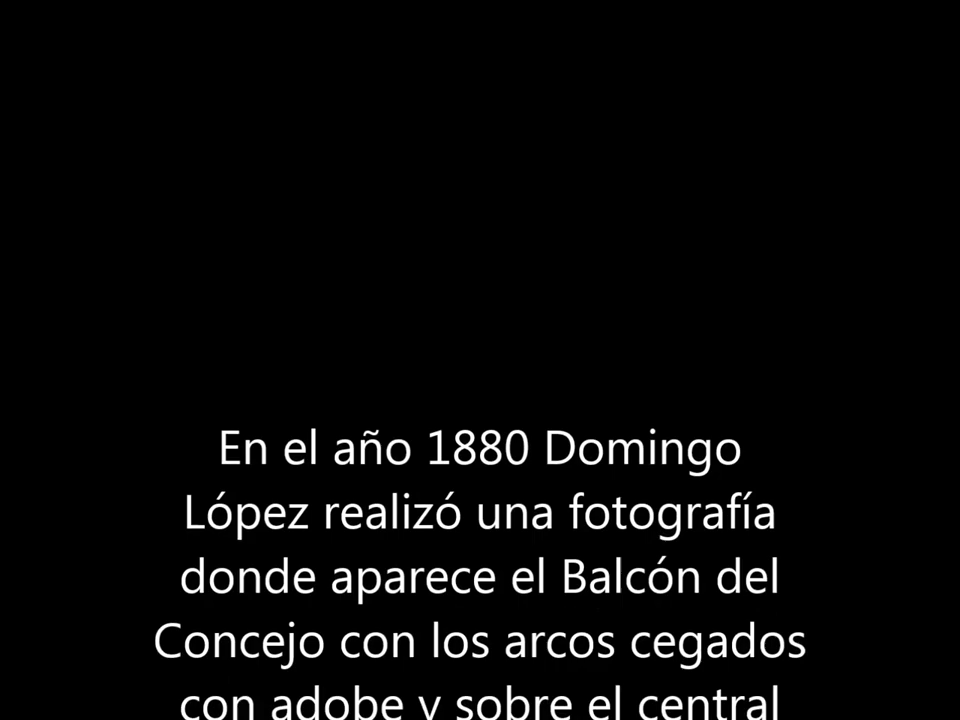 En el año 1880 Domingo
López realizó una fotografía
donde aparece el Balcón del
Concejo con los arcos cegados
con adobe y sobre el central